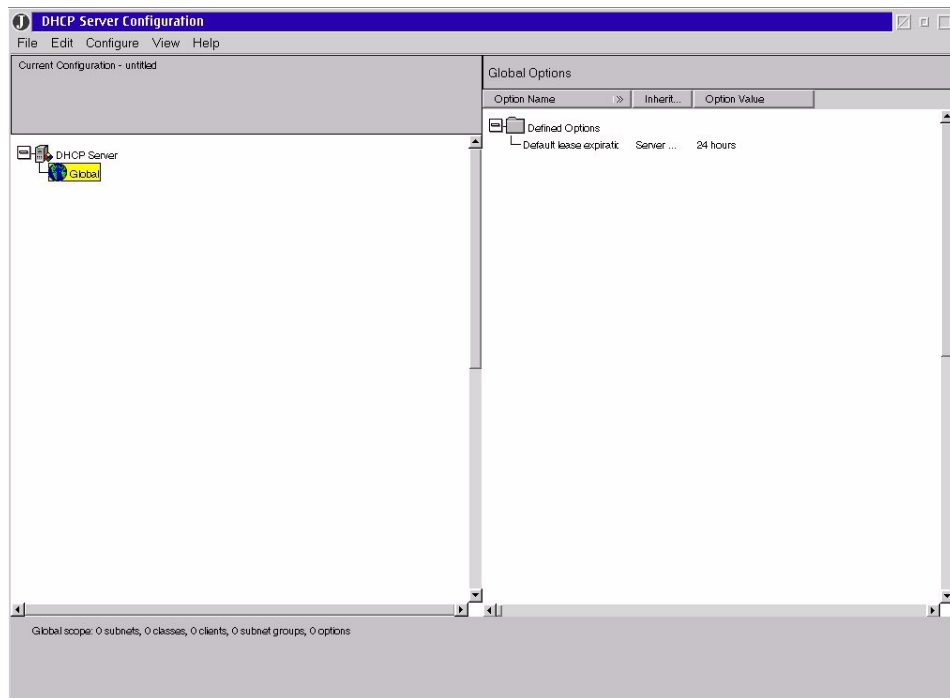 J DHCP Server Configuration
File Edit Configure View Help
Current Configuration - untitled
DHCP Server
Global
Global Options
Option Name » Inherit... Option Value
Defined Options
Default lease expiratic Server ... 24 hours
Global scope: 0 subnets, 0 classes, 0 clients, 0 subnet groups, 0 options